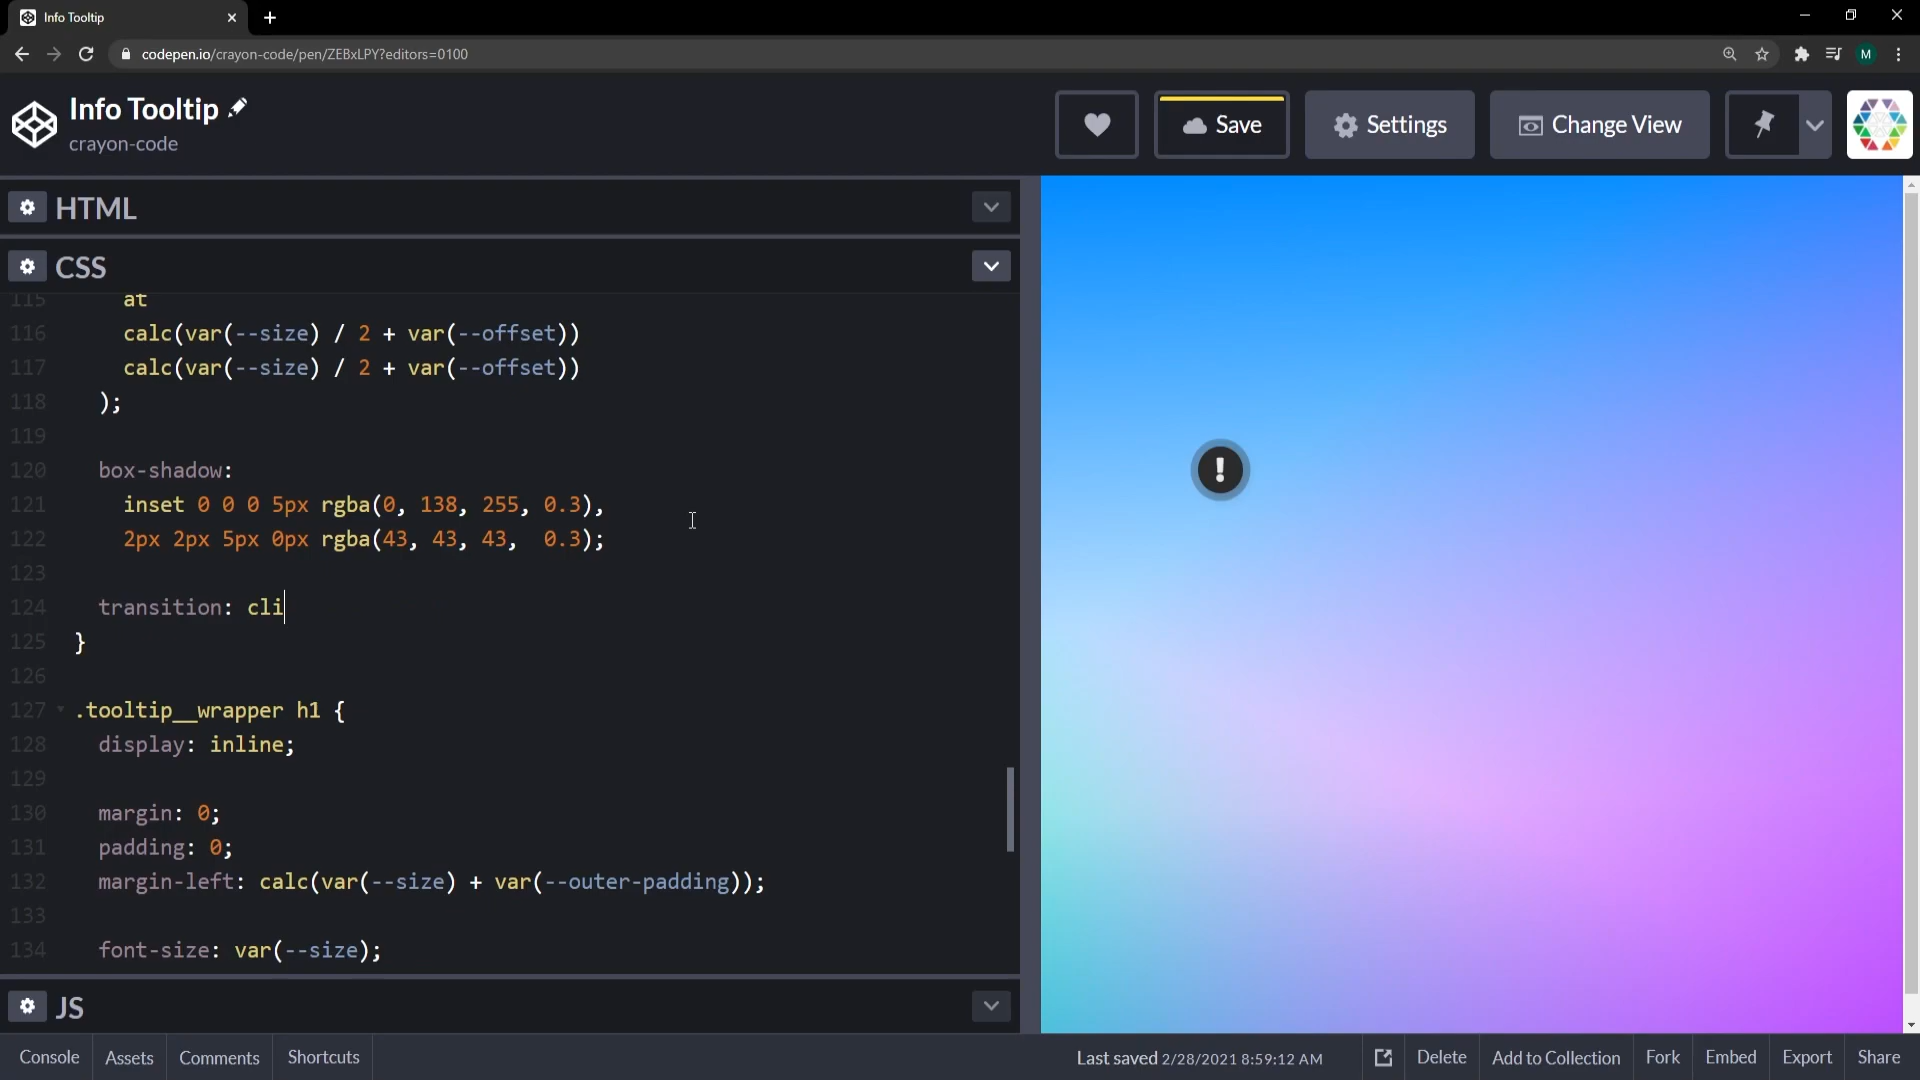 Info Tooltip
codepen.io/crayon-code/pen/ZEBxLPY?editors=0100
M
Info Tooltip
crayon-code
Save
Settings
Change View
HTML
CSS
115 at
116 calc(var(--size) / 2 + var(--offset))
117 calc(var(--size) / 2 + var(--offset))
118 );
119
120 box-shadow:
121 inset 0 0 0 5px rgba(0, 138, 255, 0.3),
122 2px 2px 5px 0px rgba(43, 43, 43,  0.3);
123
124 transition: cli
125 }
126
127 .tooltip__wrapper h1 {
128 display: inline;
129
130 margin: 0;
131 padding: 0;
132 margin-left: calc(var(--size) + var(--outer-padding));
133
134 font-size: var(--size);
!
JS
Console
Assets
Comments
Shortcuts
Last saved 2/28/2021 8:59:12 AM
Delete
Add to Collection
Fork
Embed
Export
Share